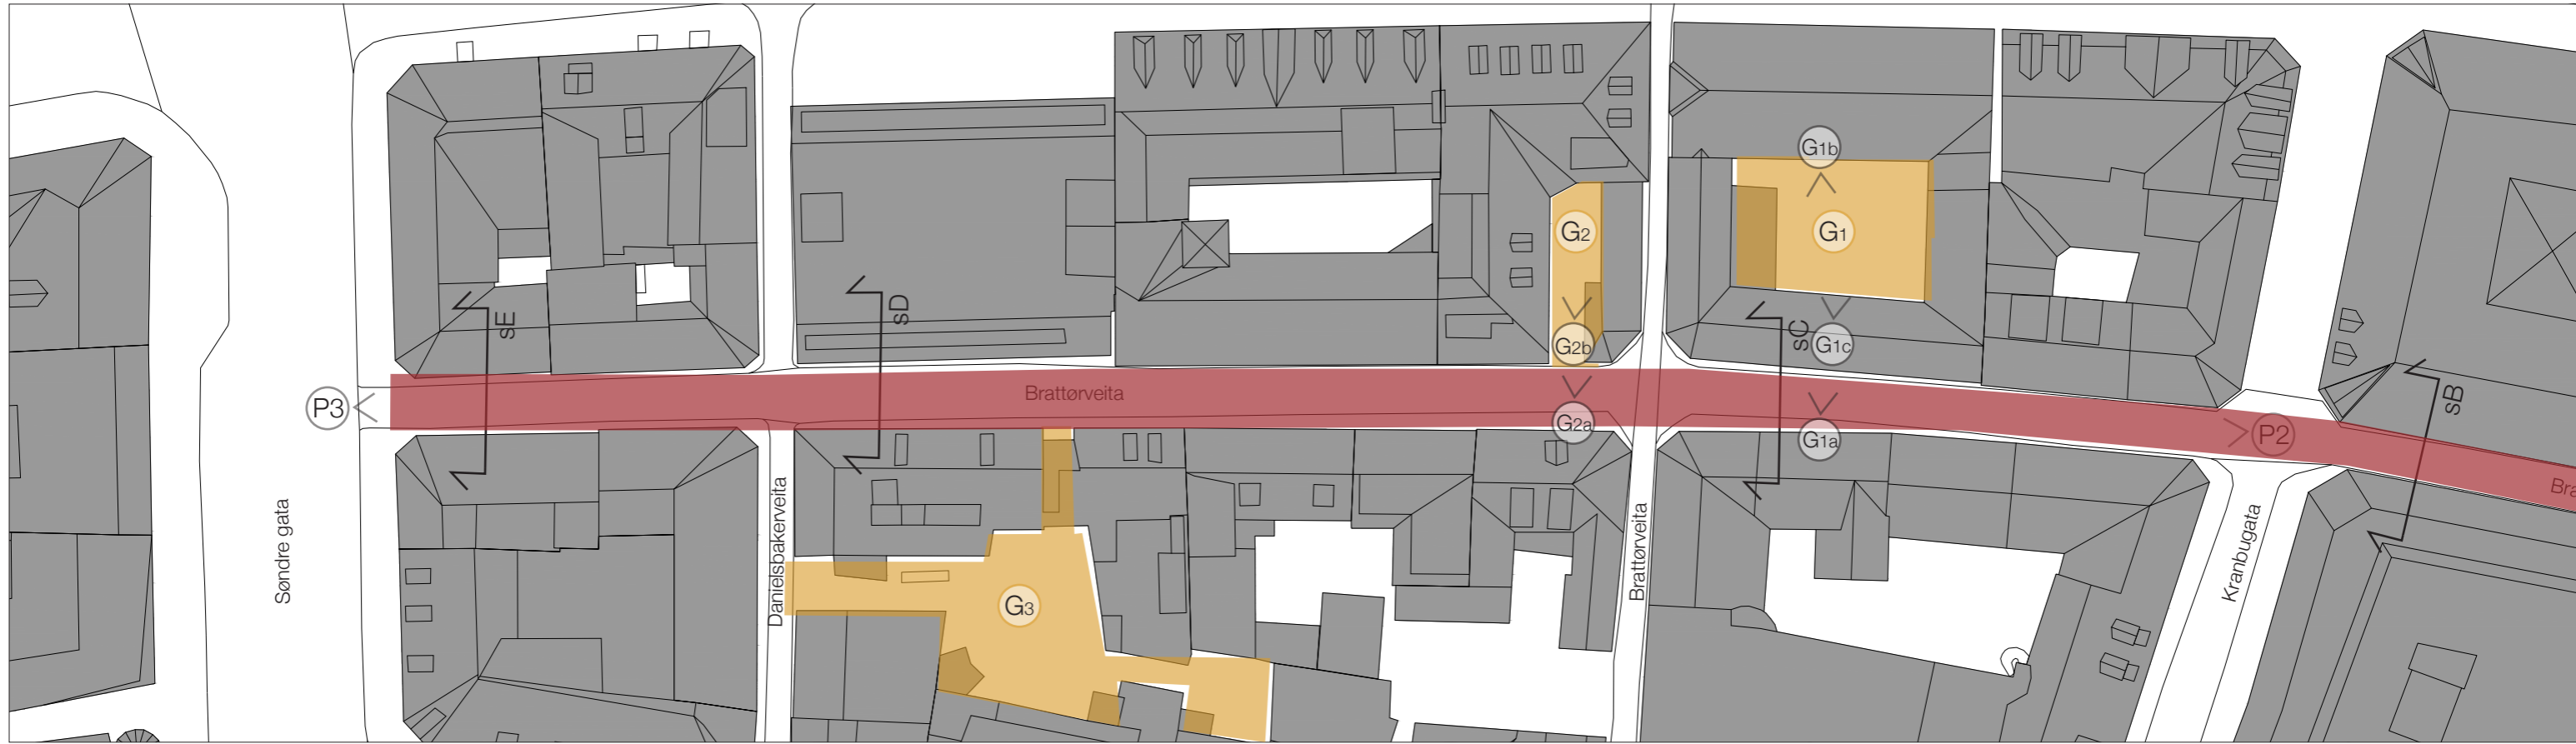 G1b
G2
G1
sE
sD
sC
G2b
G1c
Brattørveita
P3
sB
G2a
G1a
P2
Bra
Søndre gata
Danielsbakerveita
Brattørveita
Kranbugata
G3